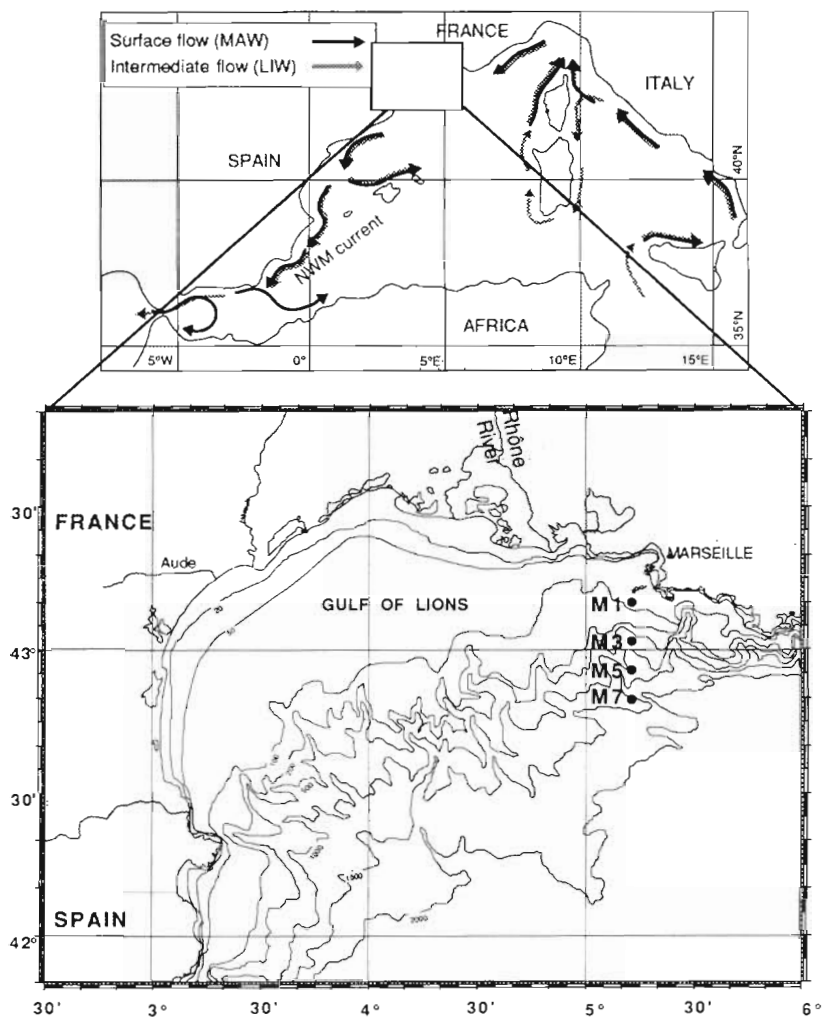 FRANCE
Surface flow (MAW)
Intermediate flow (LIW)
ITALY
SPAIN
40°N
NWM current
AFRICA
35°N
5°W
0°
5°E
10°E
15°E
Rhône
River
30'
FRANCE
MARSEILLE
Aude
GULF OF LIONS
M1
M3
43°
M5
M7
30'
1000
1500
2000
SPAIN
42°
30'
3°
30'
4°
30'
5°
30'
6°